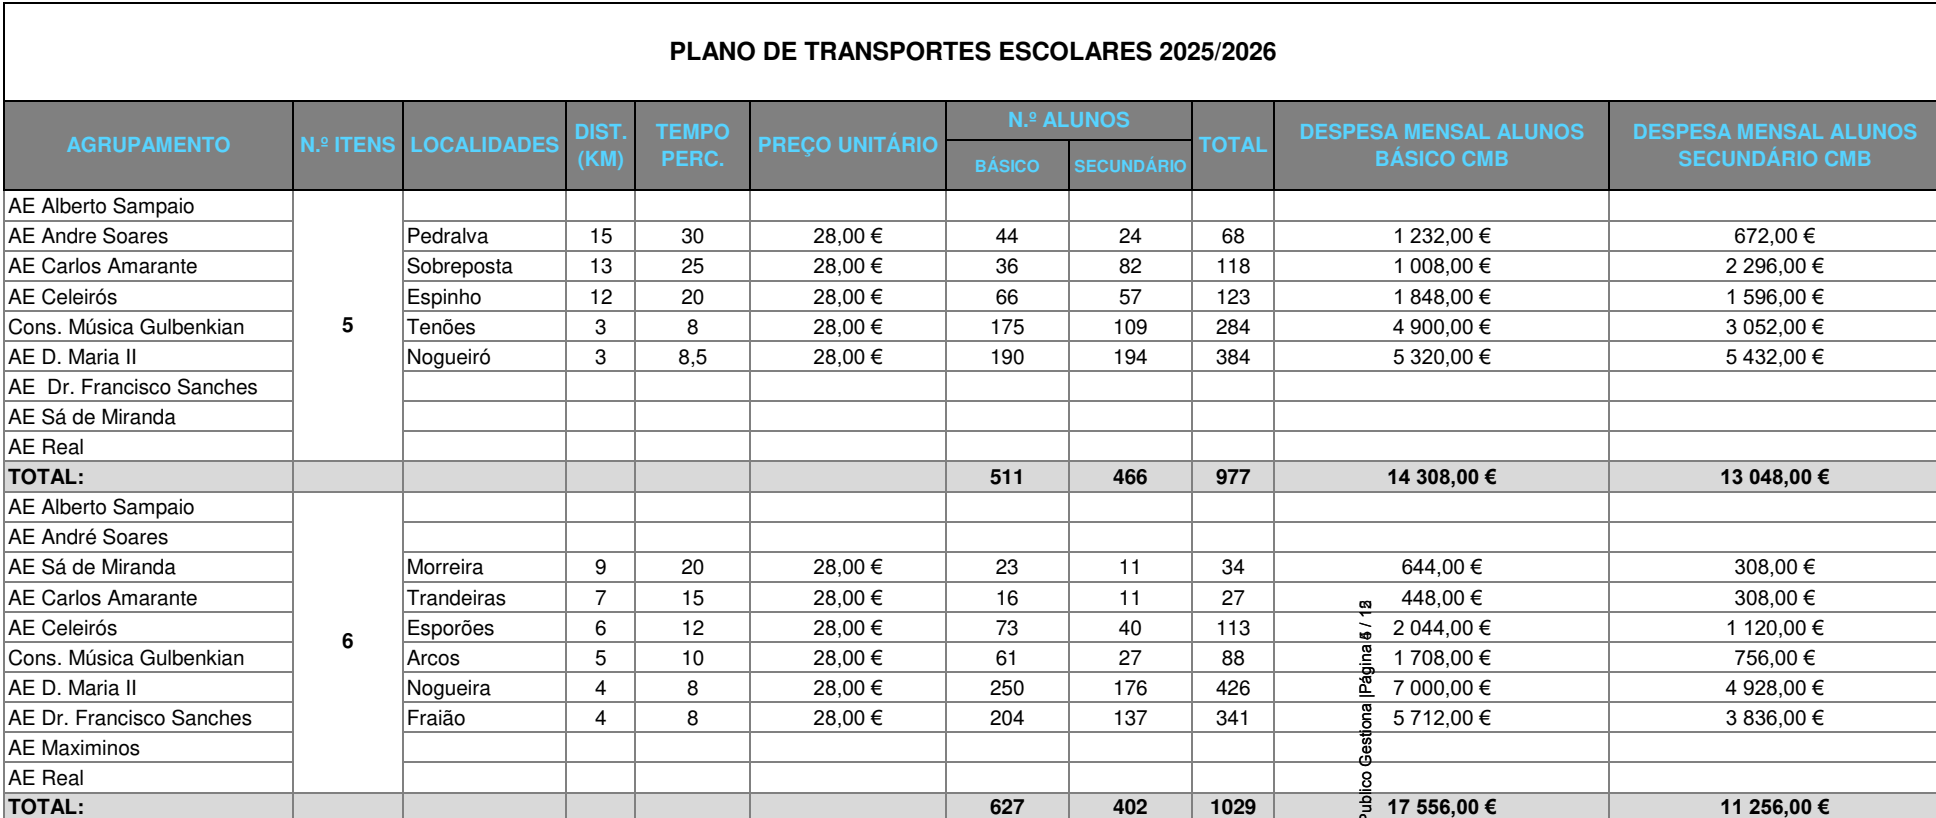 PLANO DE TRANSPORTES ESCOLARES 2025/2026
AGRUPAMENTO N.º ITENS LOCALIDADES DIST. (KM) TEMPO PERC. PREÇO UNITÁRIO N.º ALUNOS BÁSICO SECUNDÁRIO TOTAL DESPESA MENSAL ALUNOS BÁSICO CMB DESPESA MENSAL ALUNOS SECUNDÁRIO CMB
AE Alberto Sampaio
AE Andre Soares Pedralva 15 30 28,00 € 44 24 68 1 232,00 € 672,00 €
AE Carlos Amarante Sobreposta 13 25 28,00 € 36 82 118 1 008,00 € 2 296,00 €
AE Celeirós Espinho 12 20 28,00 € 66 57 123 1 848,00 € 1 596,00 €
Cons. Música Gulbenkian 5 Tenões 3 8 28,00 € 175 109 284 4 900,00 € 3 052,00 €
AE D. Maria II Nogueiró 3 8,5 28,00 € 190 194 384 5 320,00 € 5 432,00 €
AE Dr. Francisco Sanches
AE Sá de Miranda
AE Real
TOTAL: 511 466 977 14 308,00 € 13 048,00 €
AE Alberto Sampaio
AE André Soares
AE Sá de Miranda Morreira 9 20 28,00 € 23 11 34 644,00 € 308,00 €
AE Carlos Amarante Trandeiras 7 15 28,00 € 16 11 27 448,00 € 308,00 €
AE Celeirós 6 Esporões 6 12 28,00 € 73 40 113 2 044,00 € 1 120,00 €
Cons. Música Gulbenkian Arcos 5 10 28,00 € 61 27 88 1 708,00 € 756,00 €
AE D. Maria II Nogueira 4 8 28,00 € 250 176 426 7 000,00 € 4 928,00 €
AE Dr. Francisco Sanches Fraião 4 8 28,00 € 204 137 341 5 712,00 € 3 836,00 €
AE Maximinos
AE Real
TOTAL: 627 402 1029 17 556,00 € 11 256,00 €
Publico Gestiona |Página